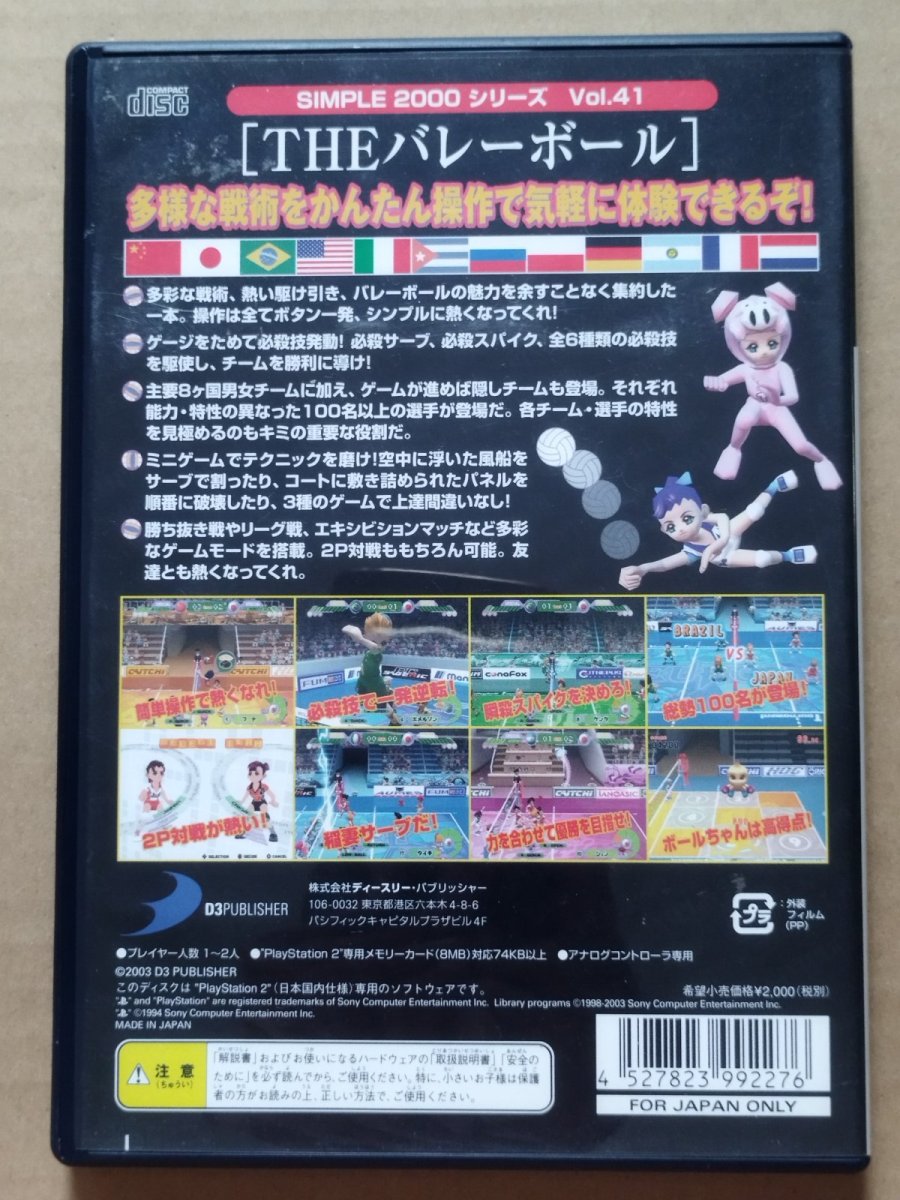 COMPACT
disc
SIMPLE 2000 シリーズ Vol.41
[THEバレーボール]
多様な戦術をかんたん操作で気軽に体験できるぞ!
多彩な戦術、熱い駆け引き、バレーボールの魅力を余すことなく集約した
一本。操作は全てボタン一発、シンプルに熱くなってくれ!
ゲージをためて必殺技発動! 必殺サーブ、必殺スパイク、全6種類の必殺技
を駆使し、チームを勝利に導け!
主要8ヶ国男女チームに加え、ゲームが進めば隠しチームも登場。それぞれ
能力・特性の異なった100名以上の選手が登場だ。各チーム・選手の特性
を見極めるのもキミの重要な役割だ。
ミニゲームでテクニックを磨け!空中に浮いた風船を
サーブで割ったり、コートに敷き詰められたパネルを
順番に破壊したり、3種のゲームで上達間違いなし!
勝ち抜き戦やリーグ戦、エキシビションマッチなど多彩
なゲームモードを搭載。2P対戦ももちろん可能。友
達とも熱くなってくれ。
簡単操作で熱くなれ!
必殺技で一発逆転!
瞬殺スパイクを決めろ!
BRAZIL
VS
JAPAN
総勢100名が登場!
2P対戦が熱い!
稲妻サーブだ!
力を合わせて優勝を目指せ!
ボールちゃんは高得点!
D3PUBLISHER
株式会社ディースリー・パブリッシャー
106-0032 東京都港区六本木4-8-6
パシフィックキャピタルプラザビル4F
プラ
:外装
フィルム
(PP)
●プレイヤー人数 1〜2人 ●"PlayStation 2"専用メモリーカード(8MB)対応74KB以上 ●アナログコントローラ専用
©2003 D3 PUBLISHER
このディスクは "PlayStation 2"(日本国内仕様)専用のソフトウェアです。
希望小売価格¥2,000(税別)
" " and "PlayStation" are registered trademarks of Sony Computer Entertainment Inc. Library programs ©1998-2003 Sony Computer Entertainment Inc.
" " ©1994 Sony Computer Entertainment Inc.
MADE IN JAPAN
注意
(ちゅうい)
「解説書」およびお使いになるハードウェアの「取扱説明書」「安全の
ために」を必ず読んでから、ご使用ください。特に、小さいお子様は保護
者の方がお読みの上、正しい方法で、ご使用ください。
4 527823 992276
FOR JAPAN ONLY